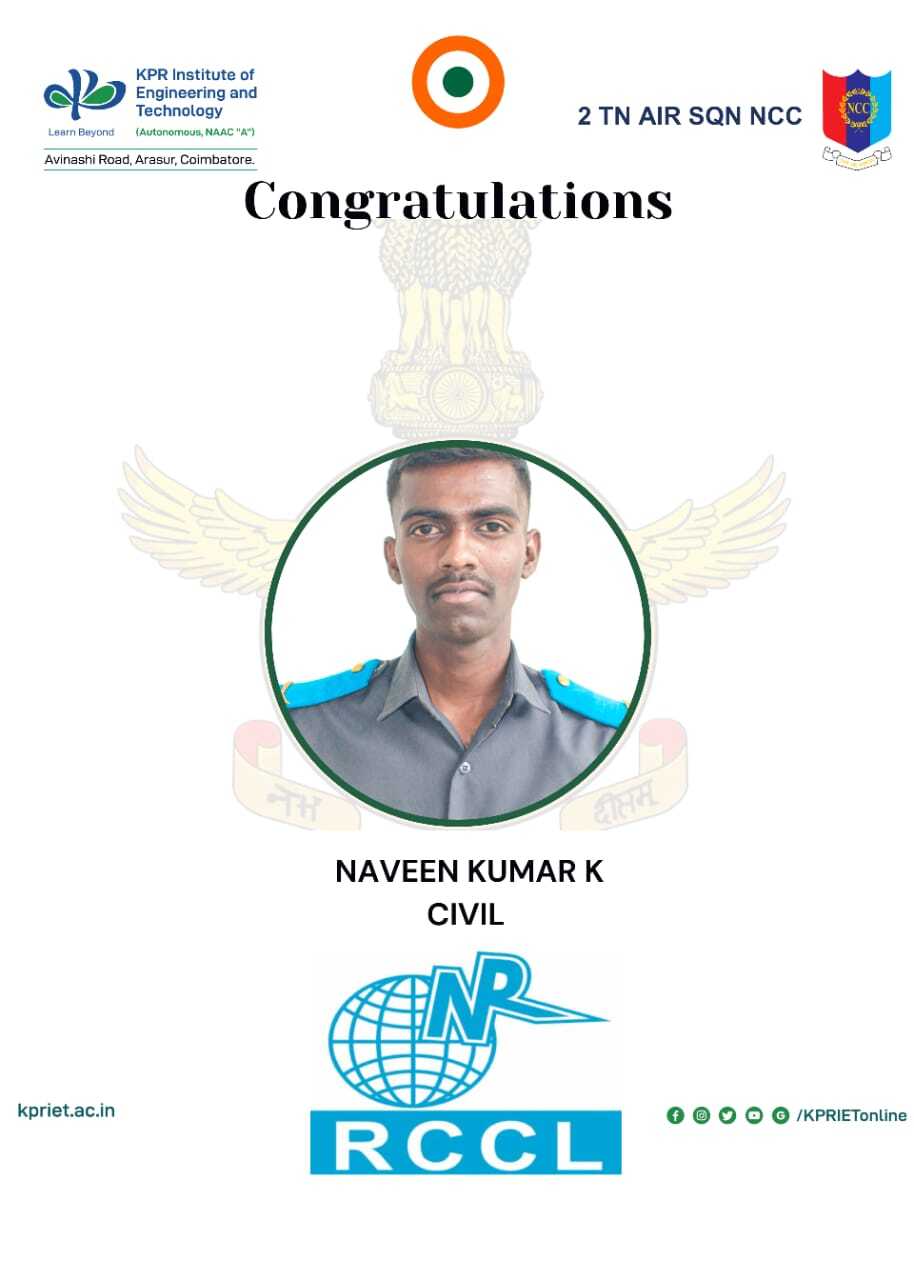 KPR Institute of
Engineering and
Technology
Learn Beyond
(Autonomous, NAAC "A")
Avinashi Road, Arasur, Coimbatore.
2 TN AIR SQN NCC
NCC
Congratulations
नभ
दीप्तम्
NAVEEN KUMAR K
CIVIL
NR
RCCL
kpriet.ac.in
/KPRIETonline